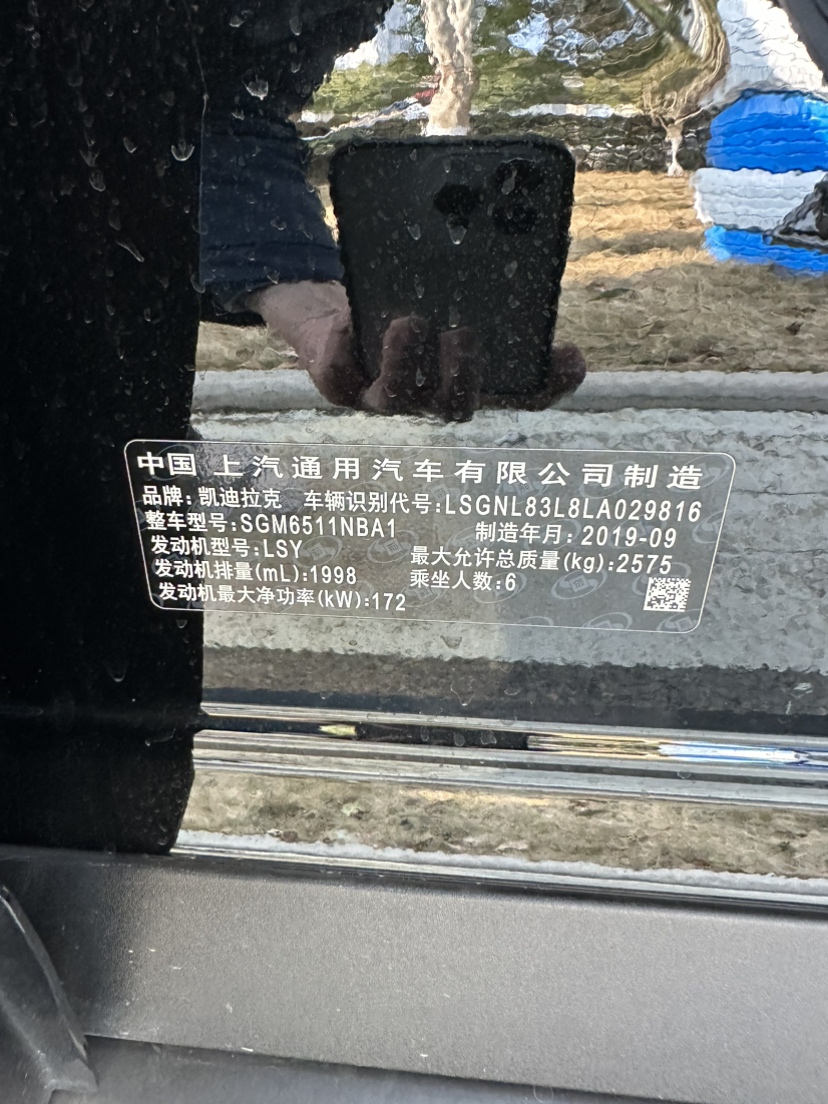 中国 上汽通用汽车有限公司制造
品牌:凯迪拉克 车辆识别代号:LSGNL83L8LA029816
整车型号:SGM6511NBA1 制造年月:2019-09
发动机型号:LSY 最大允许总质量(kg):2575
发动机排量(mL):1998 乘坐人数:6
发动机最大净功率(kW):172